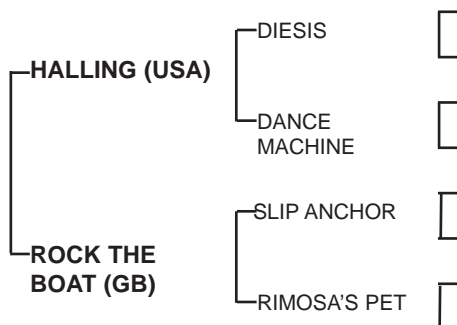 DIESIS
HALLING (USA)
DANCE
MACHINE
SLIP ANCHOR
ROCK THE
BOAT (GB)
RIMOSA'S PET